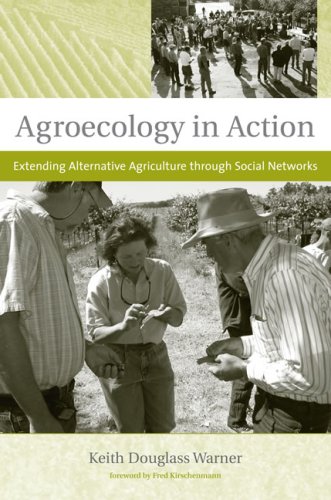 Agroecology in Action
Extending Alternative Agriculture through Social Networks
Keith Douglass Warner
foreword by Fred Kirschenmann